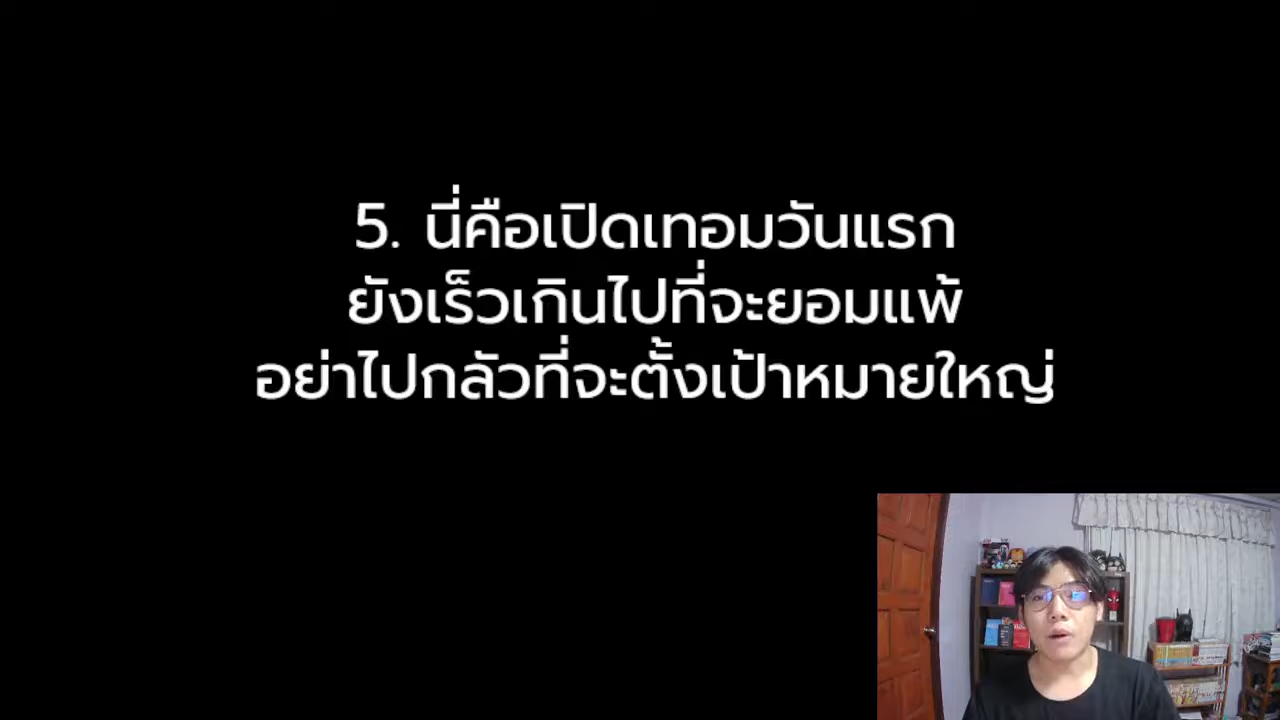 5. นี่คือเปิดเทอมวันแรก
ยังเร็วเกินไปที่จะยอมแพ้
อย่าไปกลัวที่จะตั้งเป้าหมายใหญ่